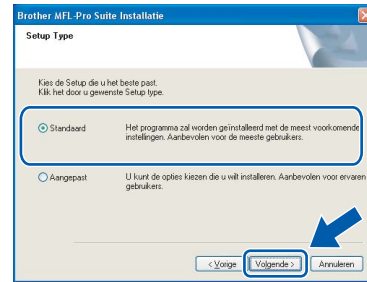 Brother MFL-Pro Suite Installatie
Setup Type
Kies de Setup die u het beste past.
Klik het door u gewenste Setup type.
Standaard
Het programma zal worden geïnstalleerd met de meest voorkomende
instellingen. Aanbevolen voor de meeste gebruikers.
Aangepast
U kunt de opties kiezen die u wilt installeren. Aanbevolen voor ervaren
gebruikers.
< Vorige
Volgende >
Annuleren